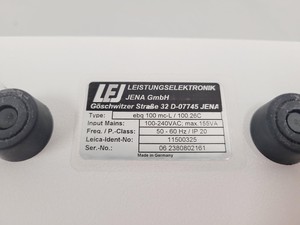 LEJ LEISTUNGSELEKTRONIK
JENA GmbH
Göschwitzer Straße 32 D-07745 JENA
Type: ebq 100 mc-L / 100.26C
Input Mains: 100-240VAC: max.155VA
Freq. / P.-Class: 50 - 60 Hz / IP 20
Leica-Ident-No: 11500325
Ser.-No.: 06 2380802161
Made in Germany